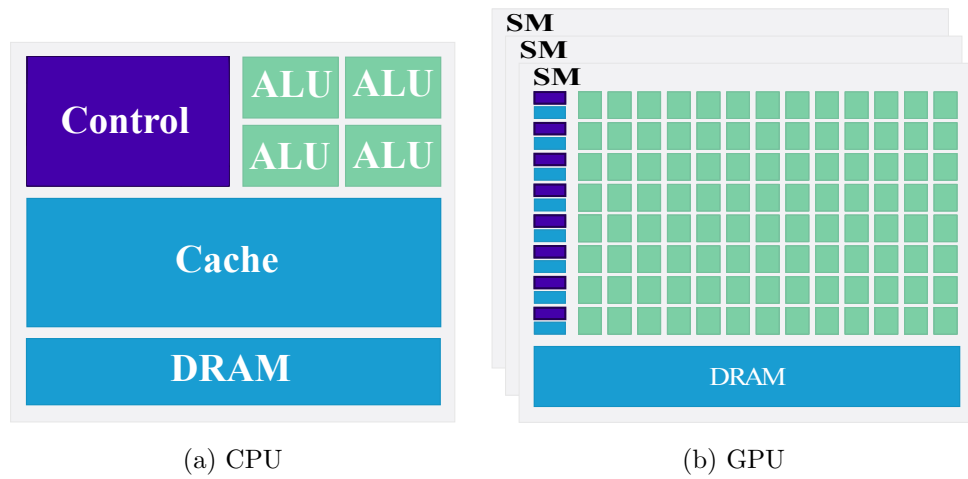 Control
ALU ALU
ALU ALU
Cache
DRAM
(a) CPU
SM
SM
SM
DRAM
(b) GPU